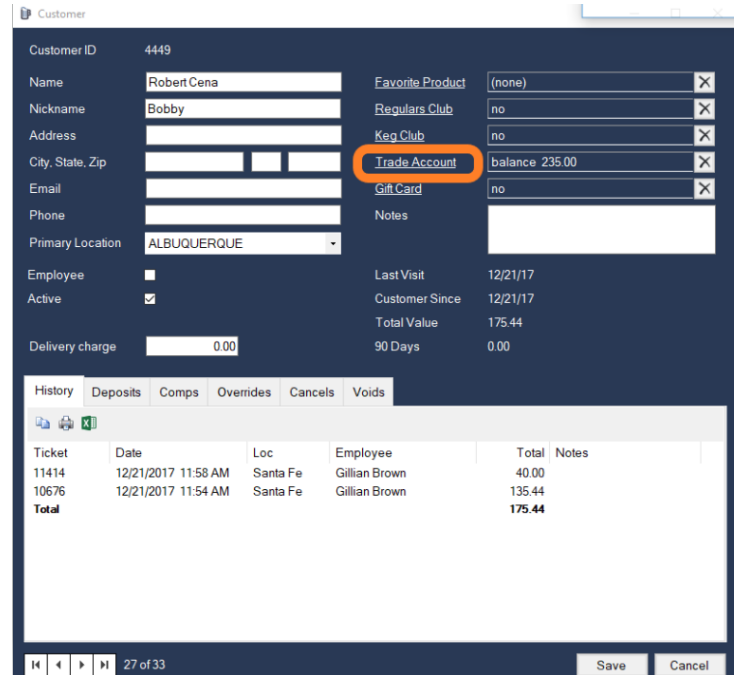 Customer
Customer ID 4449
Name Robert Cena Favorite Product (none)
Nickname Bobby Regulars Club no
Address Keg Club no
City, State, Zip Trade Account balance 235.00
Email Gift Card no
Phone Notes
Primary Location ALBUQUERQUE
Employee Last Visit 12/21/17
Active Customer Since 12/21/17
Total Value 175.44
Delivery charge 0.00 90 Days 0.00
History Deposits Comps Overrides Cancels Voids
Ticket Date Loc Employee Total Notes
11414 12/21/2017 11:58 AM Santa Fe Gillian Brown 40.00
10676 12/21/2017 11:54 AM Santa Fe Gillian Brown 135.44
Total 175.44
27 of 33 Save Cancel